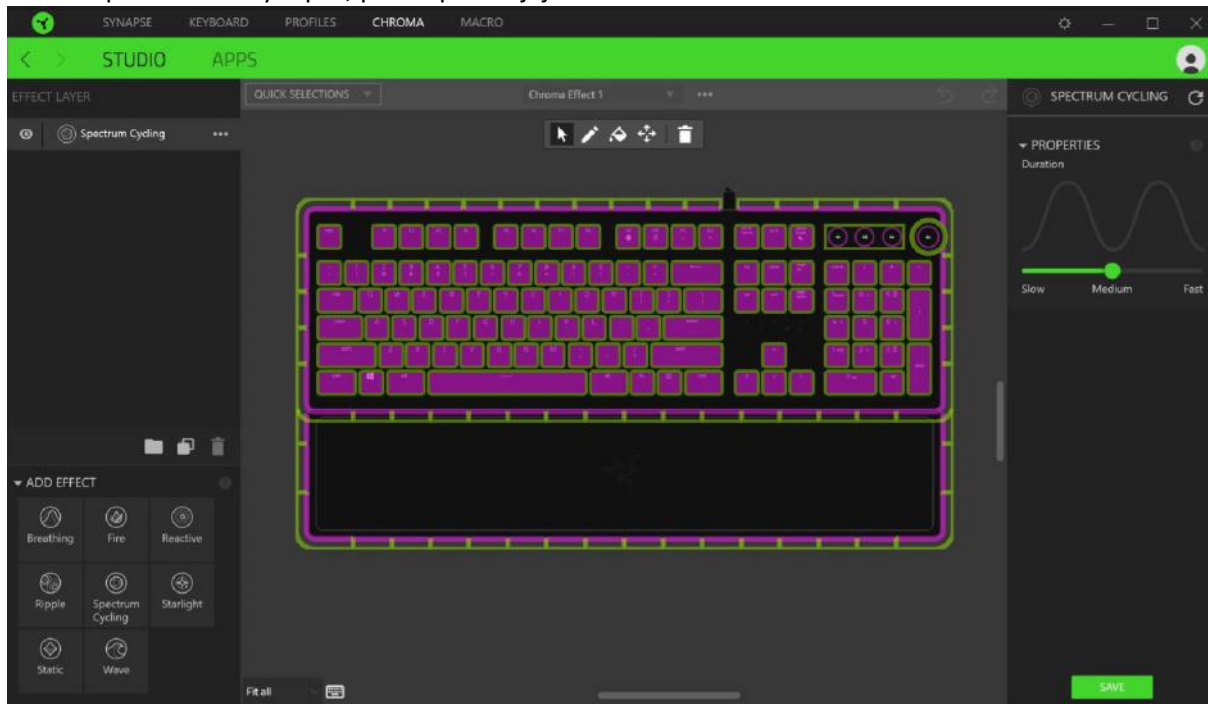 SYNAPSE KEYBOARD PROFILES CHROMA MACRO
STUDIO APPS
EFFECT LAYER
QUICK SELECTIONS
Chroma Effect 1
SPECTRUM CYCLING
Spectrum Cycling
PROPERTIES
Duration
Slow Medium Fast
ADD EFFECT
Breathing Fire Reactive
Ripple Spectrum Starlight
Cycling
Static Wave
Fit all
SAVE